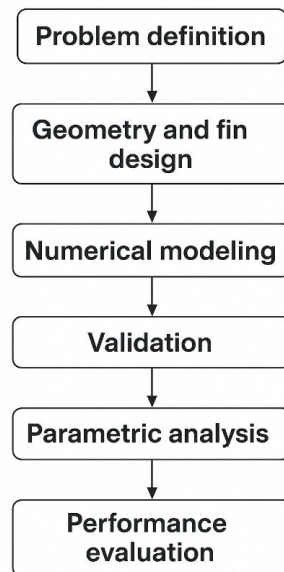 Problem definition
Geometry and fin
design
Numerical modeling
Validation
Parametric analysis
Performance
evaluation